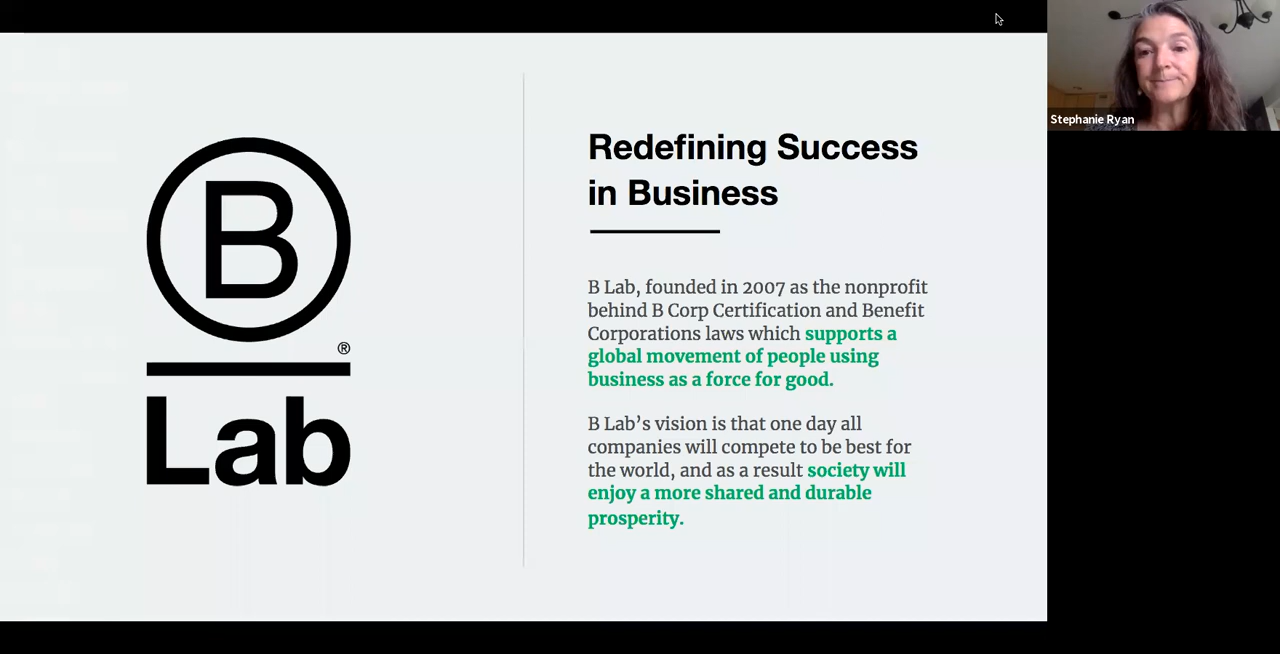 B
®
Lab
Redefining Success
in Business
B Lab, founded in 2007 as the nonprofit
behind B Corp Certification and Benefit
Corporations laws which supports a
global movement of people using
business as a force for good.
B Lab’s vision is that one day all
companies will compete to be best for
the world, and as a result society will
enjoy a more shared and durable
prosperity.
Stephanie Ryan